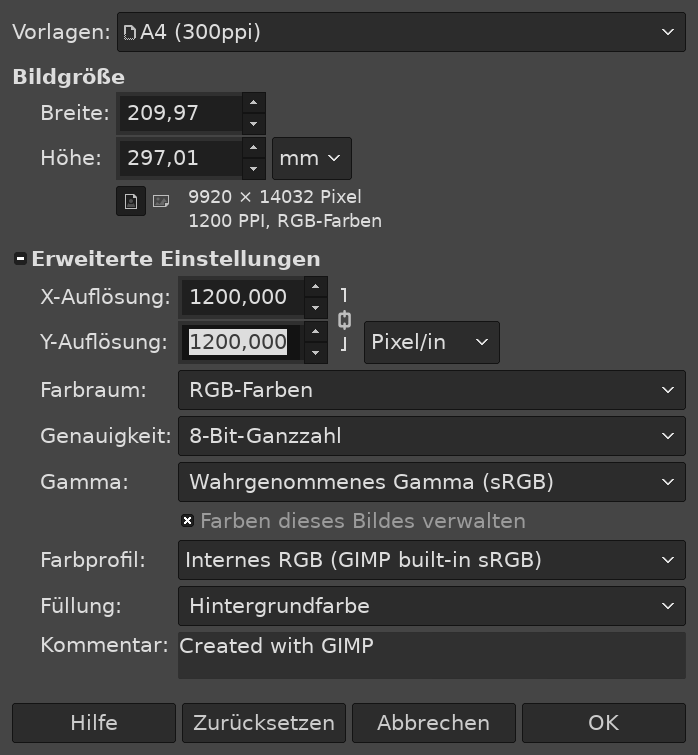 Vorlagen: A4 (300ppi)
Bildgröße
Breite: 209,97
Höhe: 297,01 mm
9920 × 14032 Pixel
1200 PPI, RGB-Farben
Erweiterte Einstellungen
X-Auflösung: 1200,000
Y-Auflösung: 1200,000 Pixel/in
Farbraum: RGB-Farben
Genauigkeit: 8-Bit-Ganzzahl
Gamma: Wahrgenommenes Gamma (sRGB)
Farben dieses Bildes verwalten
Farbprofil: Internes RGB (GIMP built-in sRGB)
Füllung: Hintergrundfarbe
Kommentar: Created with GIMP
Hilfe Zurücksetzen Abbrechen OK